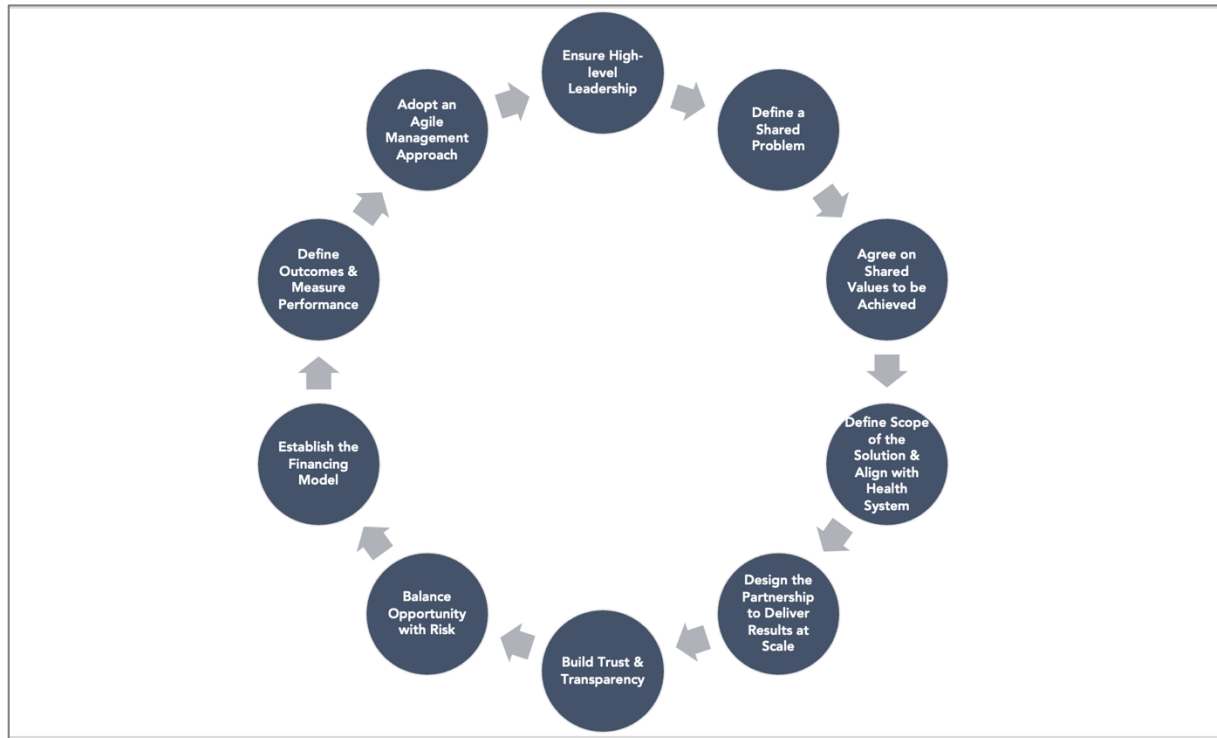 Ensure High-
level
Leadership
Define a
Shared
Problem
Agree on
Shared
Values to be
Achieved
Define Scope
of the
Solution &
Align with
Health
System
Design the
Partnership
to Deliver
Results at
Scale
Build Trust &
Transparency
Balance
Opportunity
with Risk
Establish the
Financing
Model
Define
Outcomes &
Measure
Performance
Adopt an
Agile
Management
Approach